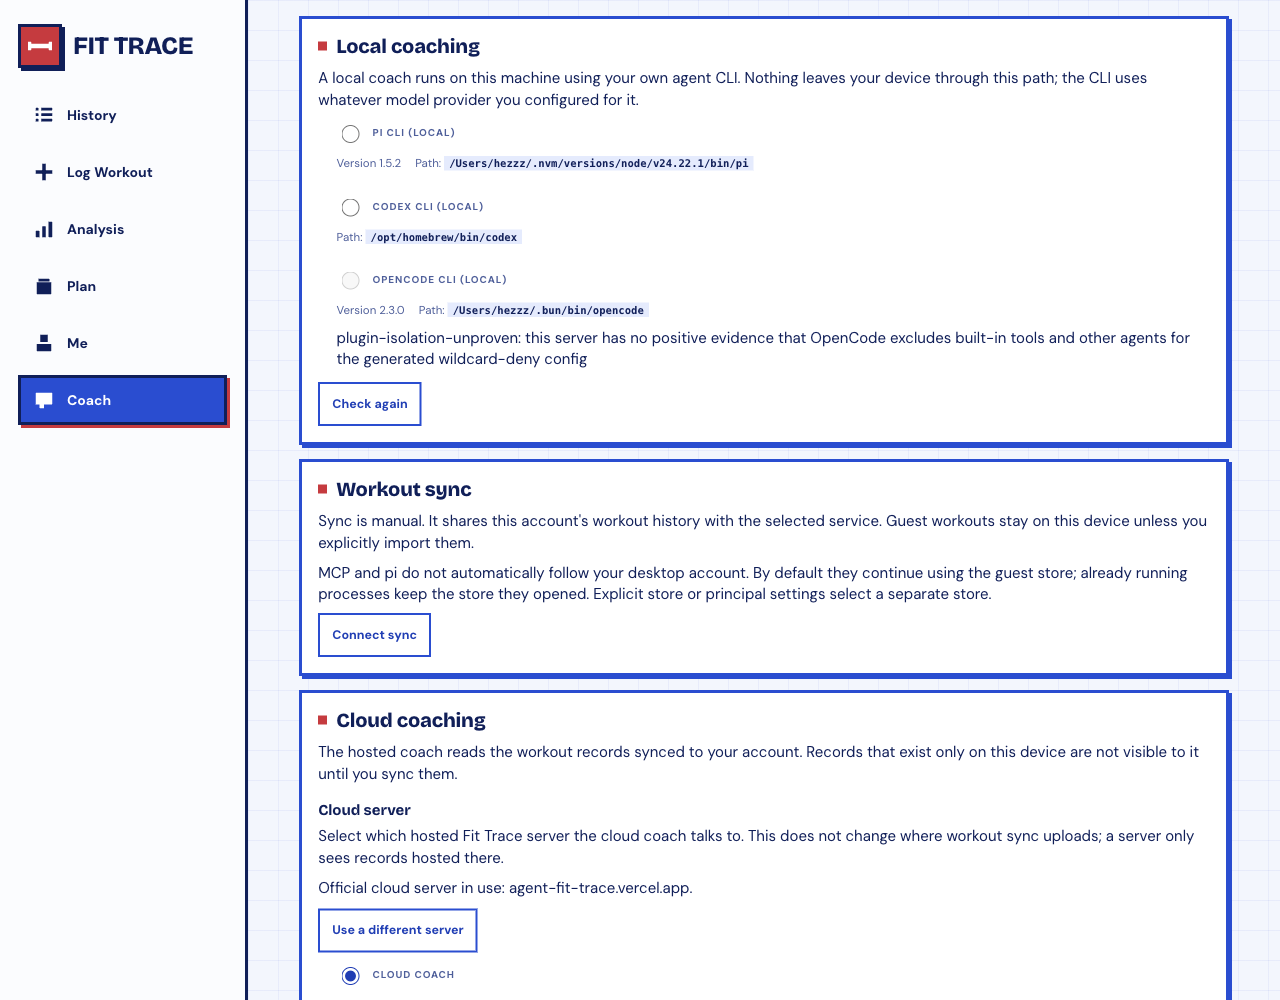 FIT TRACE
History
Log Workout
Analysis
Plan
Me
Coach
Local coaching
A local coach runs on this machine using your own agent CLI. Nothing leaves your device through this path; the CLI uses
whatever model provider you configured for it.
PI CLI (LOCAL)
Version 1.5.2 Path: /Users/hezzz/.nvm/versions/node/v24.22.1/bin/pi
CODEX CLI (LOCAL)
Path: /opt/homebrew/bin/codex
OPENCODE CLI (LOCAL)
Version 2.3.0 Path: /Users/hezzz/.bun/bin/opencode
plugin-isolation-unproven: this server has no positive evidence that OpenCode excludes built-in tools and other agents for
the generated wildcard-deny config
Check again
Workout sync
Sync is manual. It shares this account's workout history with the selected service. Guest workouts stay on this device unless you
explicitly import them.
MCP and pi do not automatically follow your desktop account. By default they continue using the guest store; already running
processes keep the store they opened. Explicit store or principal settings select a separate store.
Connect sync
Cloud coaching
The hosted coach reads the workout records synced to your account. Records that exist only on this device are not visible to it
until you sync them.
Cloud server
Select which hosted Fit Trace server the cloud coach talks to. This does not change where workout sync uploads; a server only
sees records hosted there.
Official cloud server in use: agent-fit-trace.vercel.app.
Use a different server
CLOUD COACH